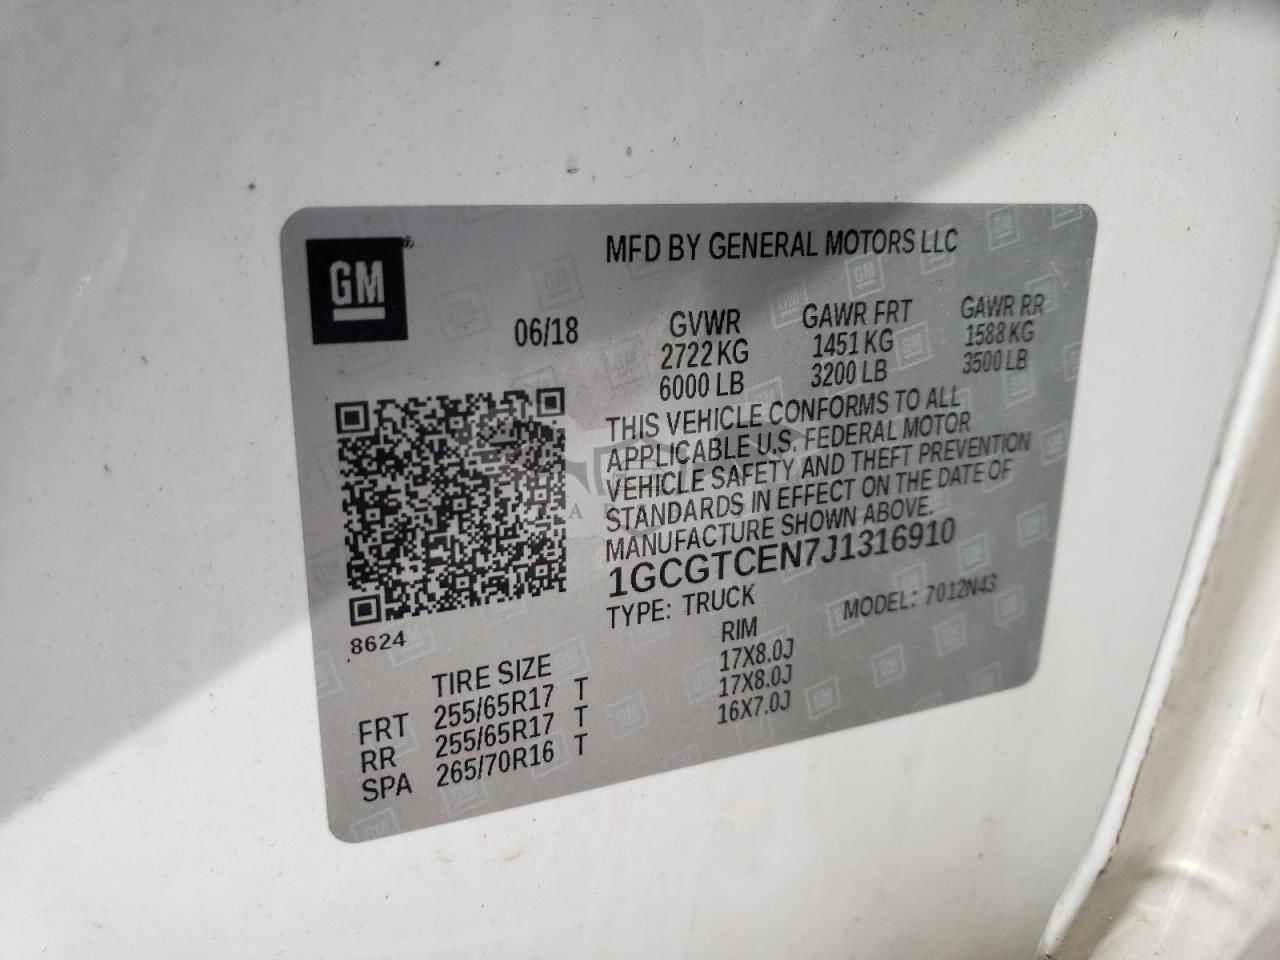 GM
MFD BY GENERAL MOTORS LLC
06/18
GVWR GAWR FRT GAWR RR
2722 KG 1451 KG 1588 KG
6000 LB 3200 LB 3500 LB
THIS VEHICLE CONFORMS TO ALL
APPLICABLE U.S. FEDERAL MOTOR
VEHICLE SAFETY AND THEFT PREVENTION
STANDARDS IN EFFECT ON THE DATE OF
MANUFACTURE SHOWN ABOVE.
1GCGTCEN7J1316910
TYPE: TRUCK MODEL: 7012N43
8624
TIRE SIZE RIM
FRT 255/65R17 T 17X8.0J
RR 255/65R17 T 17X8.0J
SPA 265/70R16 T 16X7.0J